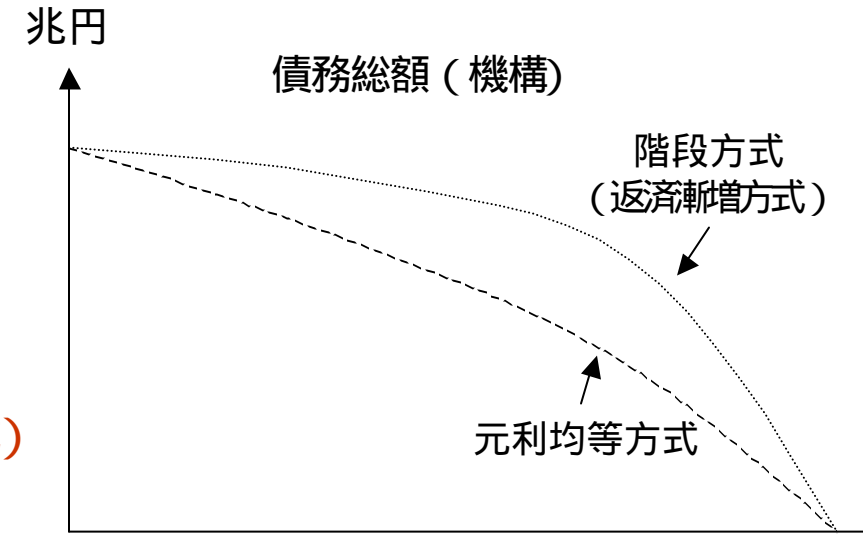 兆円
債務総額（機構）
階段方式
（返済漸増方式）
元利均等方式
)